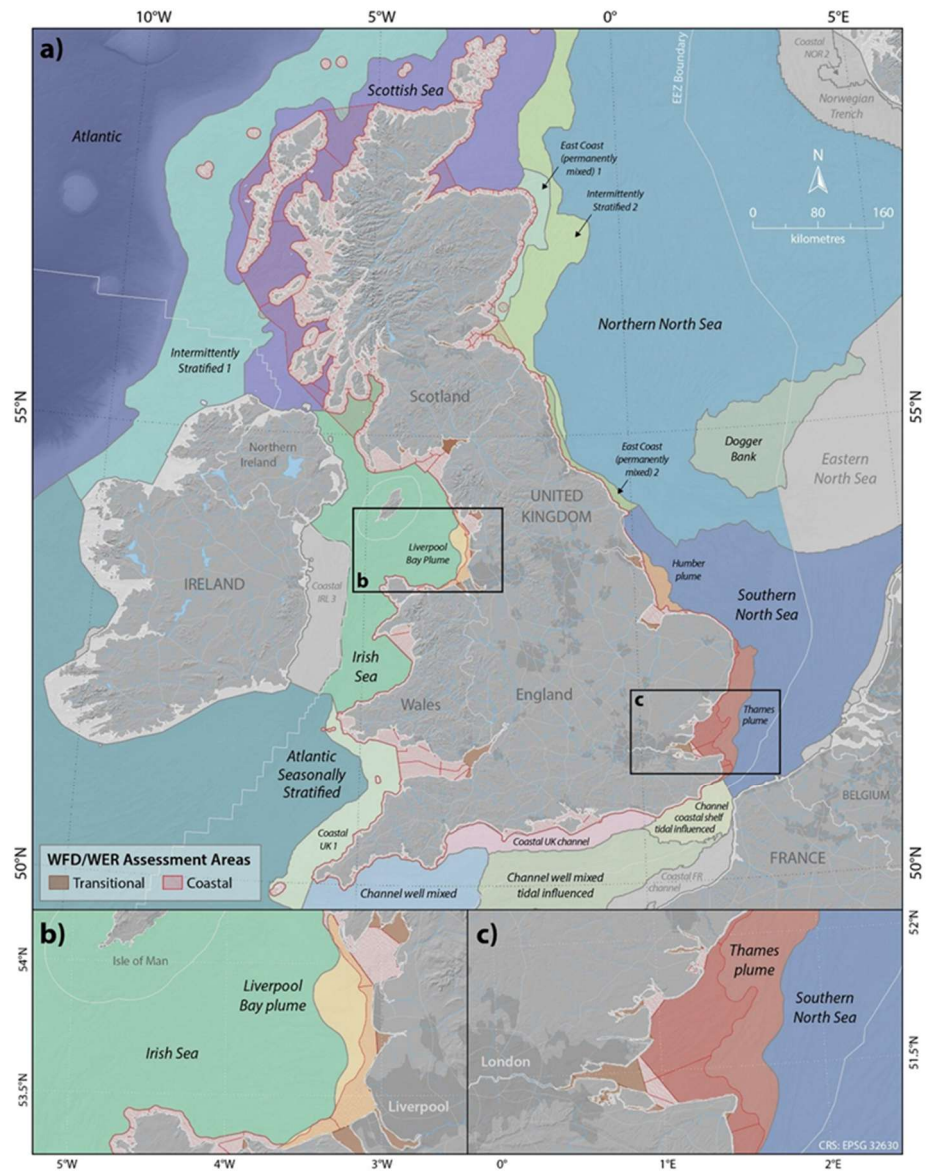 10°W
5°W
0°
5°E
a)
Scottish Sea
Coastal
NOR 2
EEZ Boundary
Norwegian
Trench
Atlantic
East Coast
(permanently
mixed) 1
N
Intermittently
Stratified 2
0
80
160
kilometres
Northern North Sea
Intermittently
Stratified 1
55°N
Scotland
55°N
Northern
Ireland
Dogger
Bank
East Coast
(permanently
mixed) 2
Eastern
North Sea
UNITED
KINGDOM
Liverpool
Bay Plume
b
Humber
plume
IRELAND
Coastal
IRL 3
Southern
North Sea
Irish
Sea
c
Wales
England
Thames
plume
Atlantic
Seasonally
Stratified
BELGIUM
Channel
coastal shelf
tidal influenced
Coastal
UK 1
Coastal UK channel
50°N
WFD/WER Assessment Areas
Transitional
Coastal
Channel well mixed
Channel well mixed
tidal influenced
Coastal FR
channel
FRANCE
50°N
b)
c)
54°N
Isle of Man
Liverpool
Bay plume
Thames
plume
52°N
Southern
North Sea
Irish Sea
London
51.5°N
53.5°N
Liverpool
CRS: EPSG 32630
5°W
4°W
3°W
0°
1°E
2°E